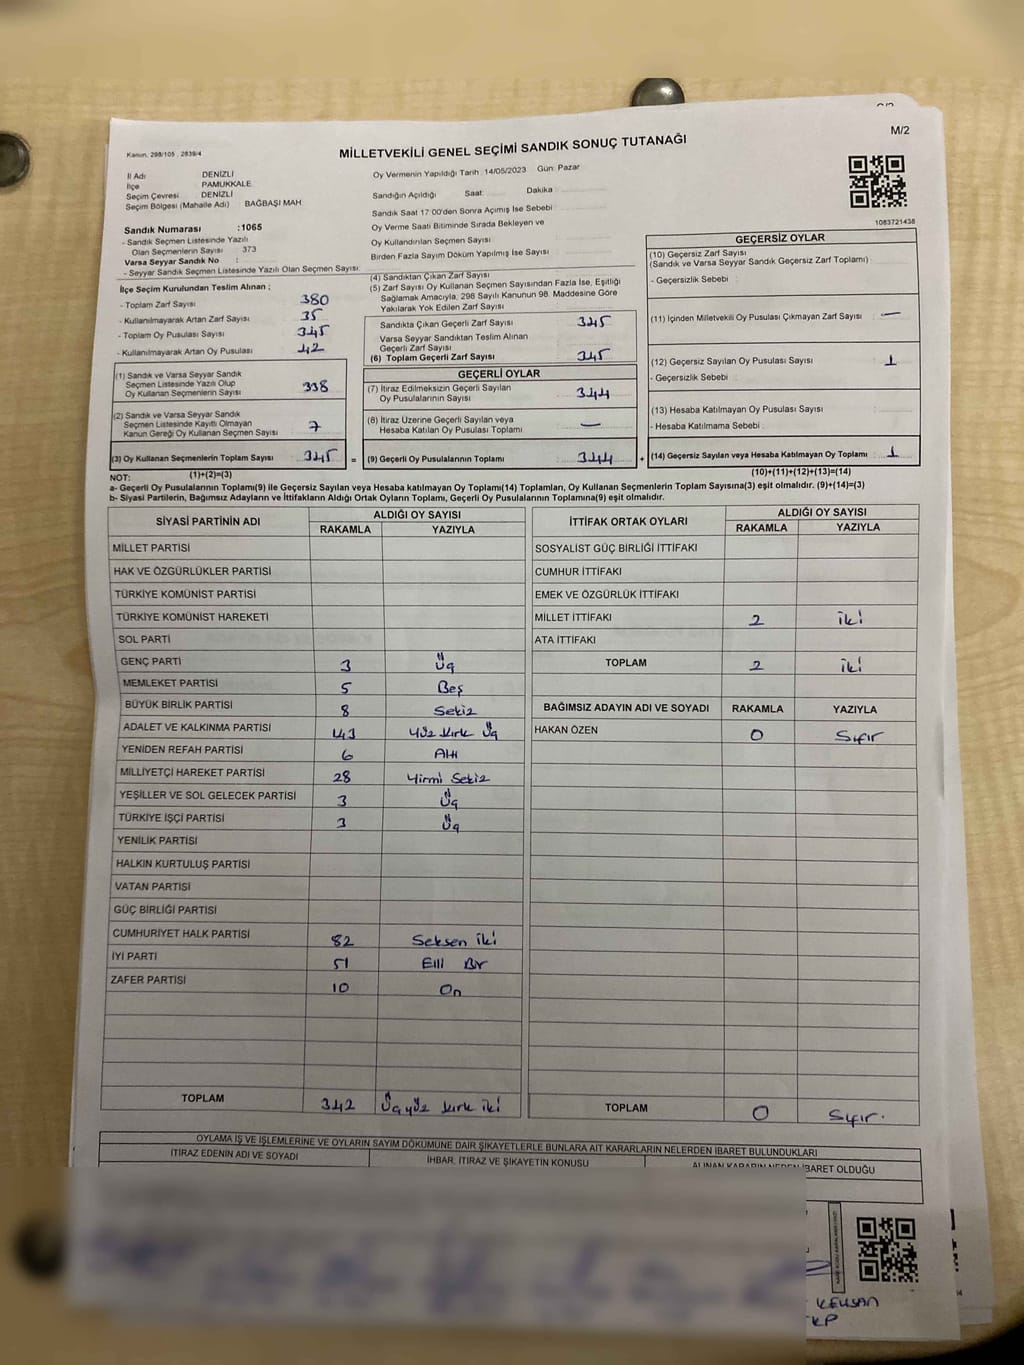 M/2
Kanun, 298/105 , 2839/4
MİLLETVEKİLİ GENEL SEÇİMİ SANDIK SONUÇ TUTANAĞI
İl Adı DENİZLİ
İlçe PAMUKKALE
Seçim Çevresi DENİZLİ
Seçim Bölgesi (Mahalle Adı) BAĞBAŞI MAH.
Oy Vermenin Yapıldığı Tarih :14/05/2023 Gün: Pazar
Sandığın Açıldığı Saat: Dakika :
Sandık Saat 17:00'den Sonra Açılmış İse Sebebi :
Oy Verme Saati Bitiminde Sırada Bekleyen ve
Oy Kullandırılan Seçmen Sayısı
Birden Fazla Sayım Döküm Yapılmış İse Sayısı
1083721438
Sandık Numarası :1065
- Sandık Seçmen Listesinde Yazılı
Olan Seçmenlerin Sayısı : 373
Varsa Seyyar Sandık No :
- Seyyar Sandık Seçmen Listesinde Yazılı Olan Seçmen Sayısı:
İlçe Seçim Kurulundan Teslim Alınan ;
- Toplam Zarf Sayısı 380
- Kullanılmayarak Artan Zarf Sayısı 35
- Toplam Oy Pusulası Sayısı 345
- Kullanılmayarak Artan Oy Pusulası 42
(1) Sandık ve Varsa Seyyar Sandık
Seçmen Listesinde Yazılı Olup
Oy Kullanan Seçmenlerin Sayısı 338
(2) Sandık ve Varsa Seyyar Sandık
Seçmen Listesinde Kayıtlı Olmayan
Kanun Gereği Oy Kullanan Seçmen Sayısı 7
(3) Oy Kullanan Seçmenlerin Toplam Sayısı 345
(1)+(2)=(3)
(4) Sandıktan Çıkan Zarf Sayısı
(5) Zarf Sayısı Oy Kullanan Seçmen Sayısından Fazla İse, Eşitliği
Sağlamak Amacıyla, 298 Sayılı Kanunun 98. Maddesine Göre
Yakılarak Yok Edilen Zarf Sayısı
Sandıkta Çıkan Geçerli Zarf Sayısı 345
Varsa Seyyar Sandıktan Teslim Alınan
Geçerli Zarf Sayısı
(6) Toplam Geçerli Zarf Sayısı 345
GEÇERLİ OYLAR
(7) İtiraz Edilmeksizin Geçerli Sayılan
Oy Pusulalarının Sayısı 344
(8) İtiraz Üzerine Geçerli Sayılan veya
Hesaba Katılan Oy Pusulası Toplamı —
= (9) Geçerli Oy Pusulalarının Toplamı 344
GEÇERSİZ OYLAR
(10) Geçersiz Zarf Sayısı
(Sandık ve Varsa Seyyar Sandık Geçersiz Zarf Toplamı)
- Geçersizlik Sebebi :
(11) İçinden Milletvekili Oy Pusulası Çıkmayan Zarf Sayısı : —
(12) Geçersiz Sayılan Oy Pusulası Sayısı : 1
- Geçersizlik Sebebi :
(13) Hesaba Katılmayan Oy Pusulası Sayısı
- Hesaba Katılmama Sebebi :
+ (14) Geçersiz Sayılan veya Hesaba Katılmayan Oy Toplamı : 1
(10)+(11)+(12)+(13)=(14)
NOT:
a- Geçerli Oy Pusulalarının Toplamı(9) ile Geçersiz Sayılan veya Hesaba Katılmayan Oy Toplamı(14) Toplamları, Oy Kullanan Seçmenlerin Toplam Sayısına(3) eşit olmalıdır. (9)+(14)=(3)
b- Siyasi Partilerin, Bağımsız Adayların ve İttifakların Aldığı Ortak Oyların Toplamı, Geçerli Oy Pusulalarının Toplamına(9) eşit olmalıdır.
SİYASİ PARTİNİN ADI ALDIĞI OY SAYISI
RAKAMLA YAZIYLA
MİLLET PARTİSİ
HAK VE ÖZGÜRLÜKLER PARTİSİ
TÜRKİYE KOMÜNİST PARTİSİ
TÜRKİYE KOMÜNİST HAREKETİ
SOL PARTİ
GENÇ PARTİ 3 Üç
MEMLEKET PARTİSİ 5 Beş
BÜYÜK BİRLİK PARTİSİ 8 Sekiz
ADALET VE KALKINMA PARTİSİ 143 Yüz kırk Üç
YENİDEN REFAH PARTİSİ 6 Altı
MİLLİYETÇİ HAREKET PARTİSİ 28 Yirmi Sekiz
YEŞİLLER VE SOL GELECEK PARTİSİ 3 Üç
TÜRKİYE İŞÇİ PARTİSİ 3 Üç
YENİLİK PARTİSİ
HALKIN KURTULUŞ PARTİSİ
VATAN PARTİSİ
GÜÇ BİRLİĞİ PARTİSİ
CUMHURİYET HALK PARTİSİ 82 Seksen İki
İYİ PARTİ 51 Elli Bir
ZAFER PARTİSİ 10 On
TOPLAM 342 Üçyüz kırk iki
İTTİFAK ORTAK OYLARI ALDIĞI OY SAYISI
RAKAMLA YAZIYLA
SOSYALİST GÜÇ BİRLİĞİ İTTİFAKI
CUMHUR İTTİFAKI
EMEK VE ÖZGÜRLÜK İTTİFAKI
MİLLET İTTİFAKI 2 iki
ATA İTTİFAKI
TOPLAM 2 iki
BAĞIMSIZ ADAYIN ADI VE SOYADI RAKAMLA YAZIYLA
HAKAN ÖZEN 0 Sıfır
TOPLAM 0 Sıfır.
OYLAMA İŞ VE İŞLEMLERİNE VE OYLARIN SAYIM DÖKÜMÜNE DAİR ŞİKAYETLERLE BUNLARA AİT KARARLARIN NELERDEN İBARET BULUNDUKLARI
İTİRAZ EDENİN ADI VE SOYADI İHBAR, İTİRAZ VE ŞİKAYETİN KONUSU ALINAN KARARIN NEDEN İBARET OLDUĞU